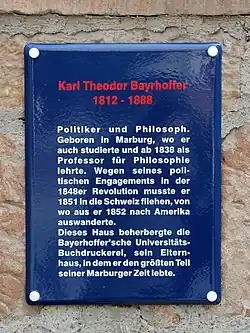 Karl Theodor Bayrhoffer
1812 - 1888
Politiker und Philosoph.
Geboren in Marburg, wo er
auch studierte und ab 1838 als
Professor für Philosophie
lehrte. Wegen seines poli-
tischen Engagements in der
1848er Revolution musste er
1851 in die Schweiz fliehen, von
wo aus er 1852 nach Amerika
auswanderte.
Dieses Haus beherbergte die
Bayerhoffer'sche Universitäts-
Buchdruckerei, sein Eltern-
haus, in dem er den größten Teil
seiner Marburger Zeit lebte.